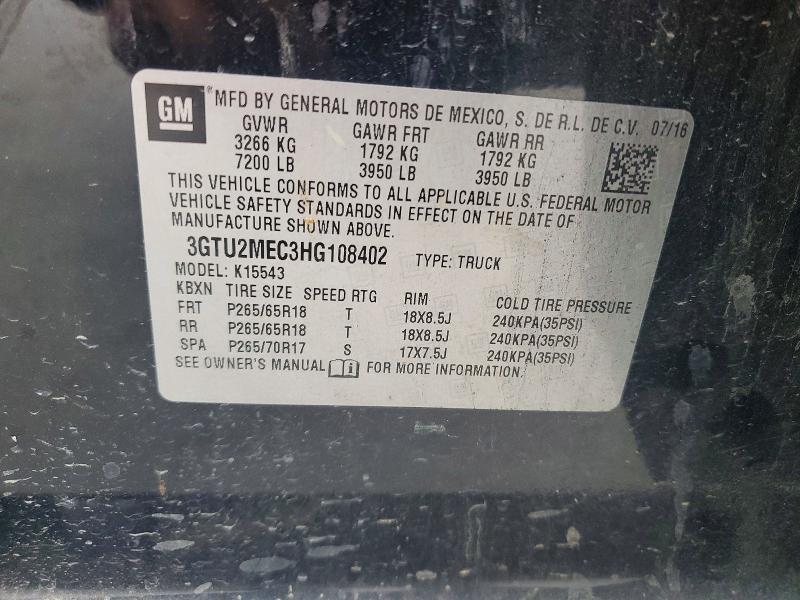 GM
® MFD BY GENERAL MOTORS DE MEXICO, S. DE R.L. DE C.V. 07/16
GVWR GAWR FRT GAWR RR
3266 KG 1792 KG 1792 KG
7200 LB 3950 LB 3950 LB
THIS VEHICLE CONFORMS TO ALL APPLICABLE U.S. FEDERAL MOTOR
VEHICLE SAFETY STANDARDS IN EFFECT ON THE DATE OF
MANUFACTURE SHOWN ABOVE.
3GTU2MEC3HG108402 TYPE: TRUCK
MODEL: K15543
KBXN TIRE SIZE SPEED RTG RIM COLD TIRE PRESSURE
FRT P265/65R18 T 18X8.5J 240KPA(35PSI)
RR P265/65R18 T 18X8.5J 240KPA(35PSI)
SPA P265/70R17 S 17X7.5J 240KPA(35PSI)
SEE OWNER'S MANUAL FOR MORE INFORMATION.